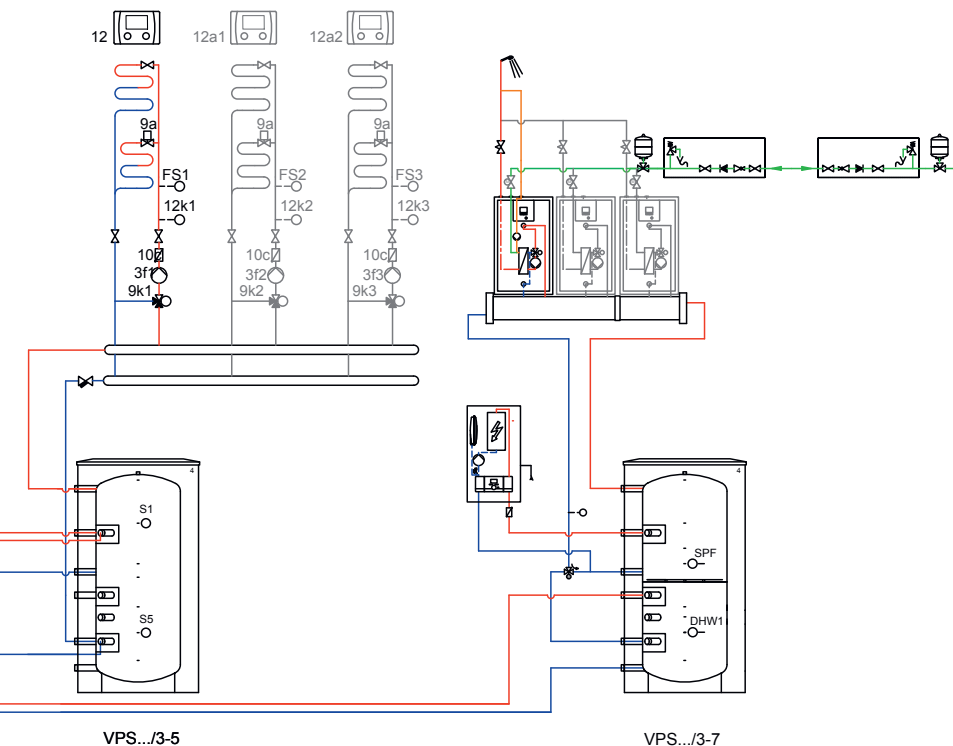 12
12a1
12a2
9a
9a
9a
FS1
FS2
FS3
12k1
12k2
12k3
10
10c
10c
3f1
3f2
3f3
9k1
9k2
9k3
4
S1
S5
4
SPF
DHW1
VPS.../3-5
VPS.../3-7